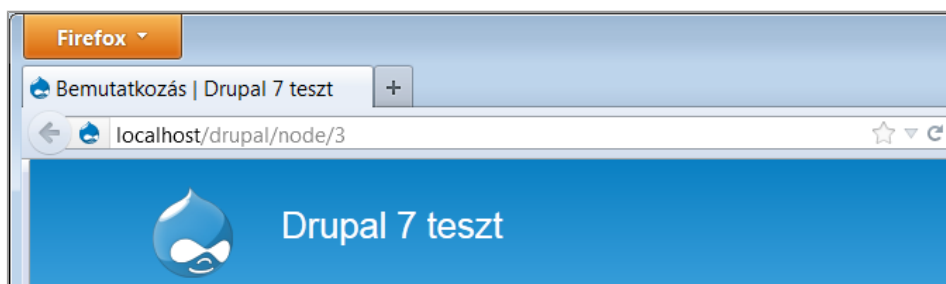 Firefox
Bemutatkozás | Drupal 7 teszt
localhost/drupal/node/3
Drupal 7 teszt